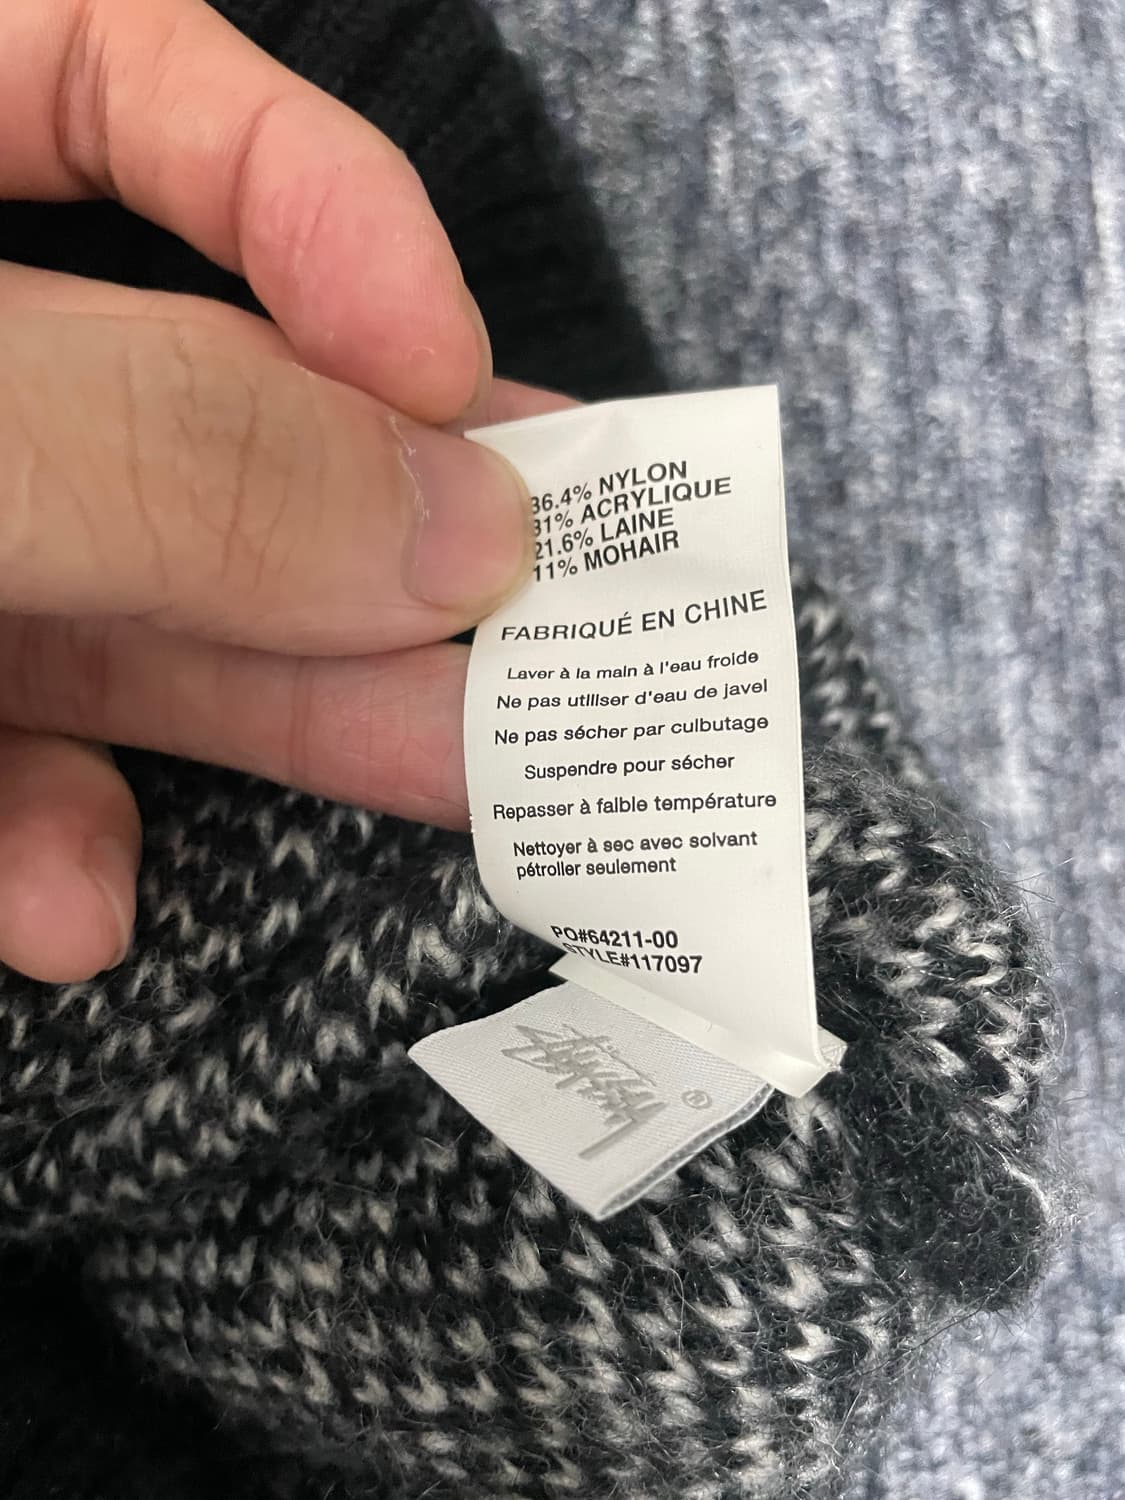 36.4% NYLON
31% ACRYLIQUE
21.6% LAINE
11% MOHAIR
FABRIQUÉ EN CHINE
Laver à la main à l'eau froide
Ne pas utiliser d'eau de javel
Ne pas sécher par culbutage
Suspendre pour sécher
Repasser à faible température
Nettoyer à sec avec solvant
pétrolier seulement
PO#64211-00
STYLE#117097
Stüssy ®